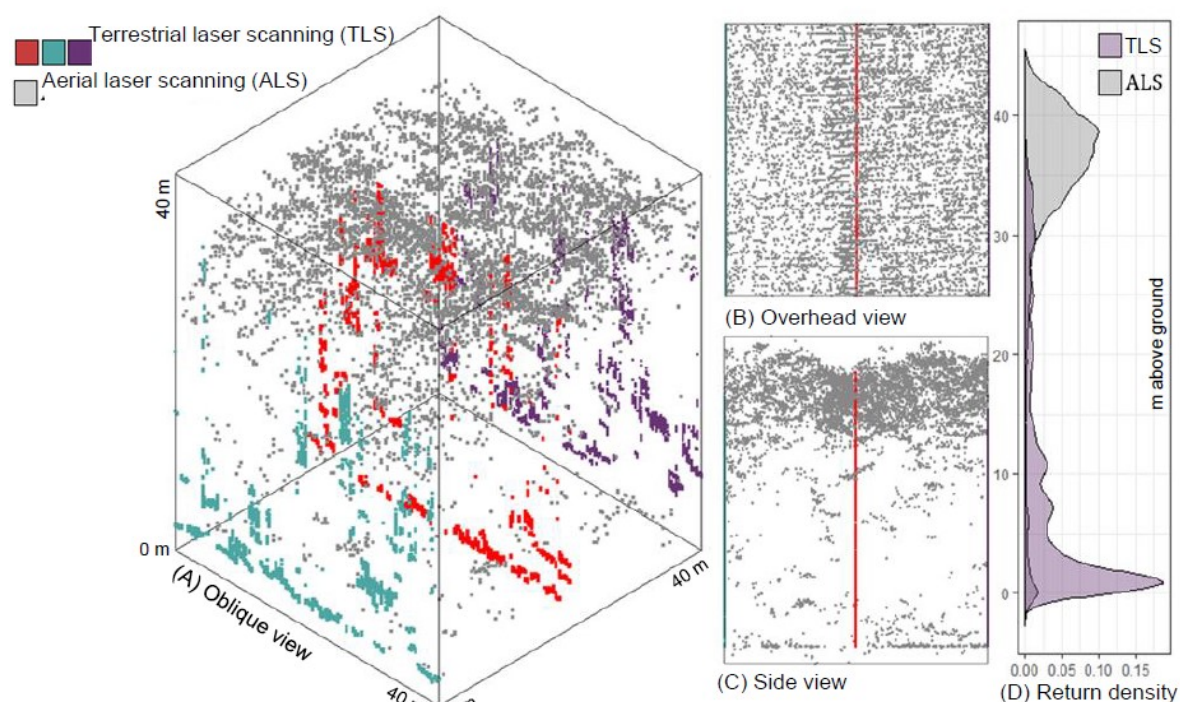 Terrestrial laser scanning (TLS)
Aerial laser scanning (ALS)
40 m
0 m
(A) Oblique view
40 m
(B) Overhead view
(C) Side view
TLS
ALS
40
30
20
10
0
m above ground
0.00 0.05 0.10 0.15
(D) Return density